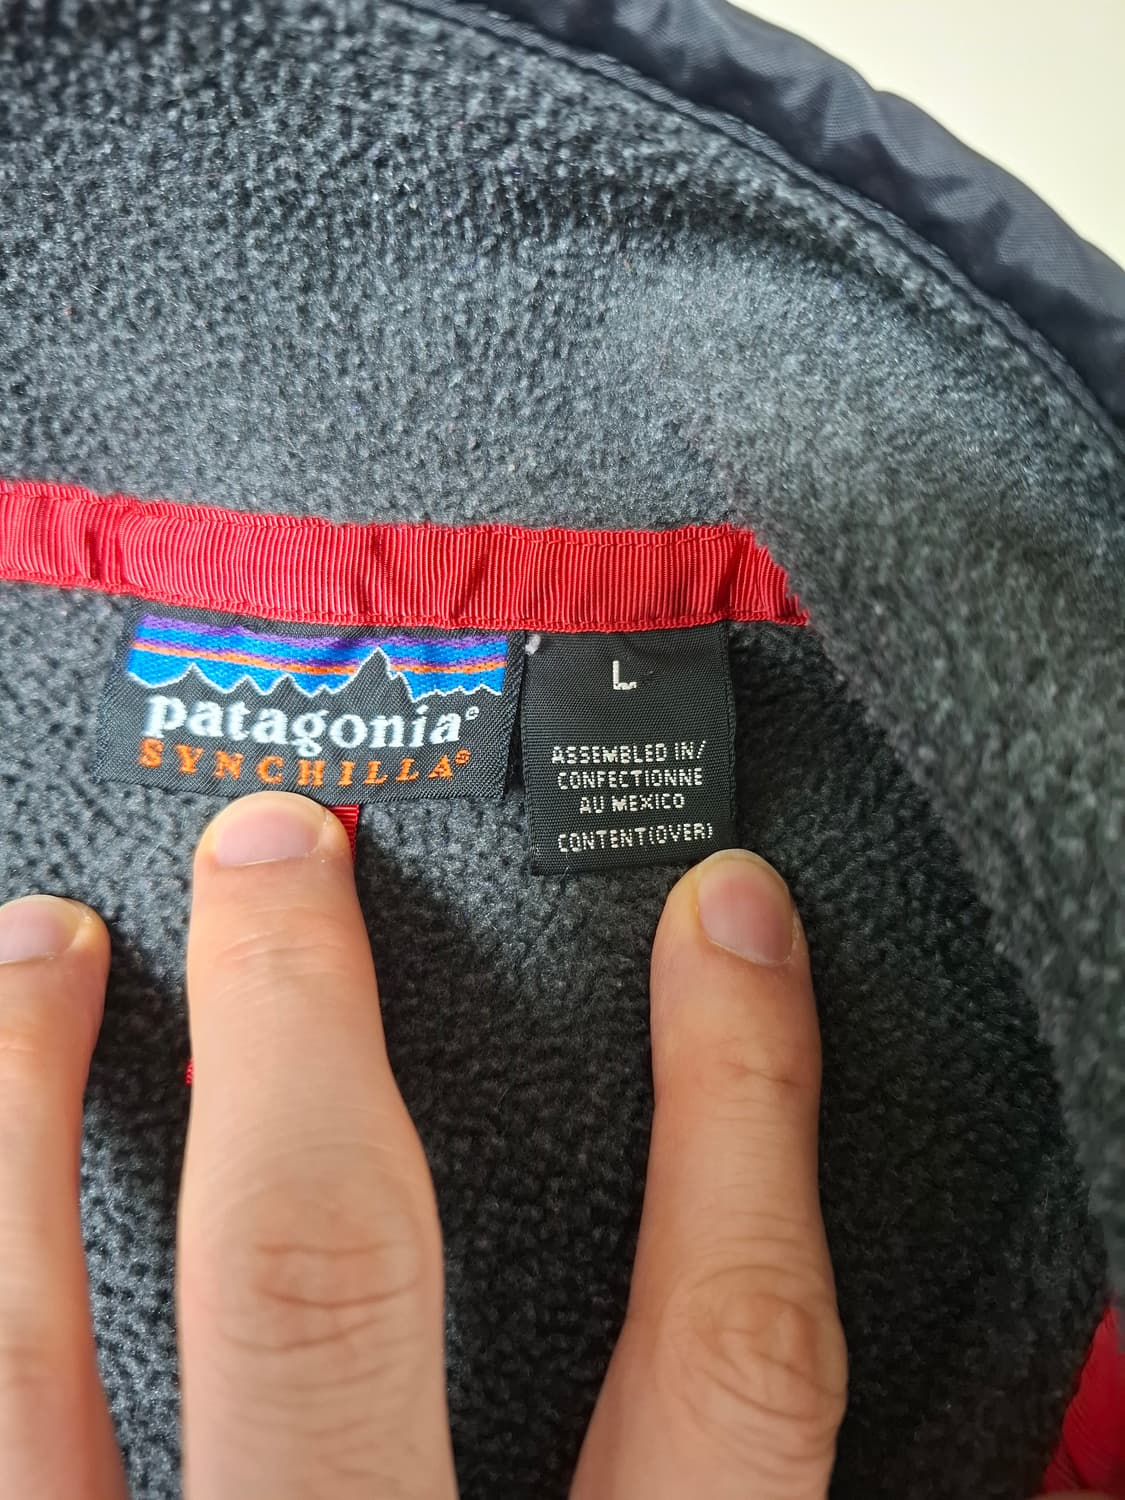 patagonia®
SYNCHILLA®
L
ASSEMBLED IN/
CONFECTIONNE
AU MEXICO
CONTENT(OVER)